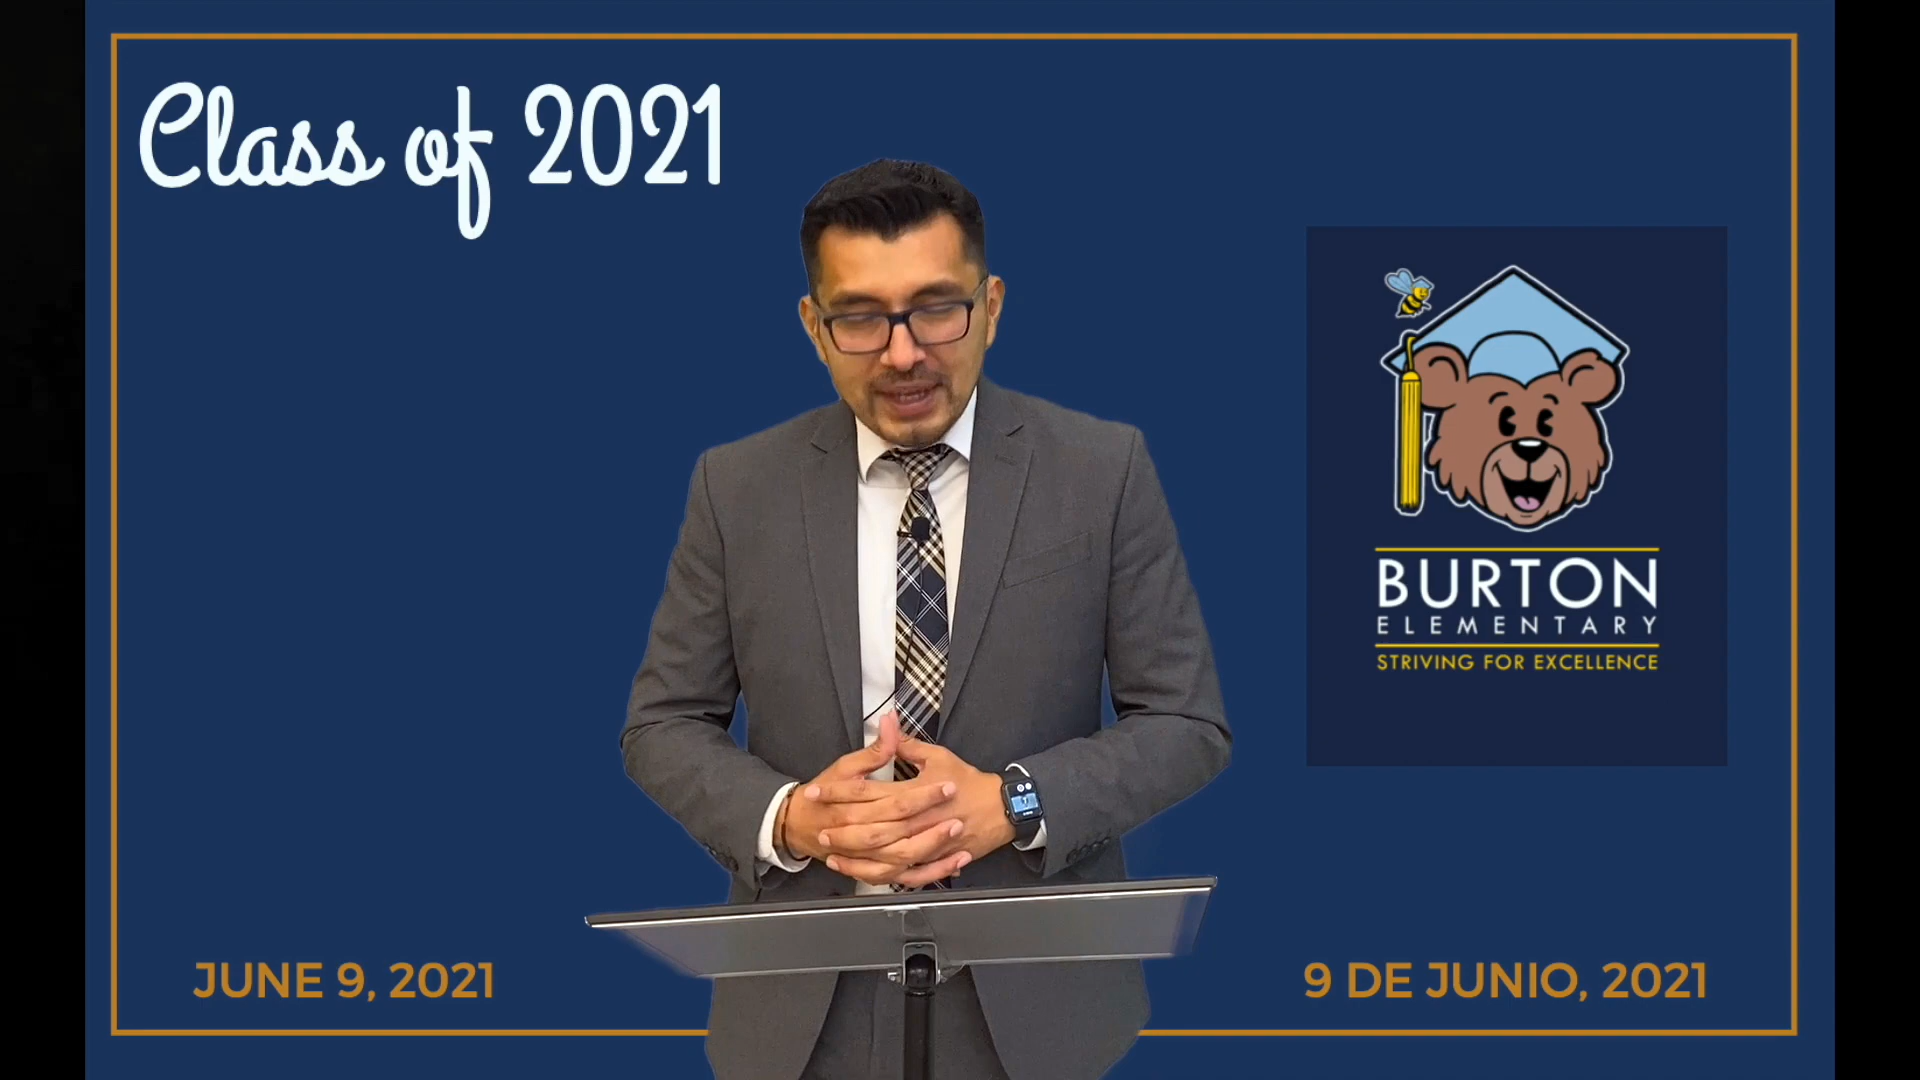 Class of 2021
BURTON
ELEMENTARY
STRIVING FOR EXCELLENCE
JUNE 9, 2021
9 DE JUNIO, 2021